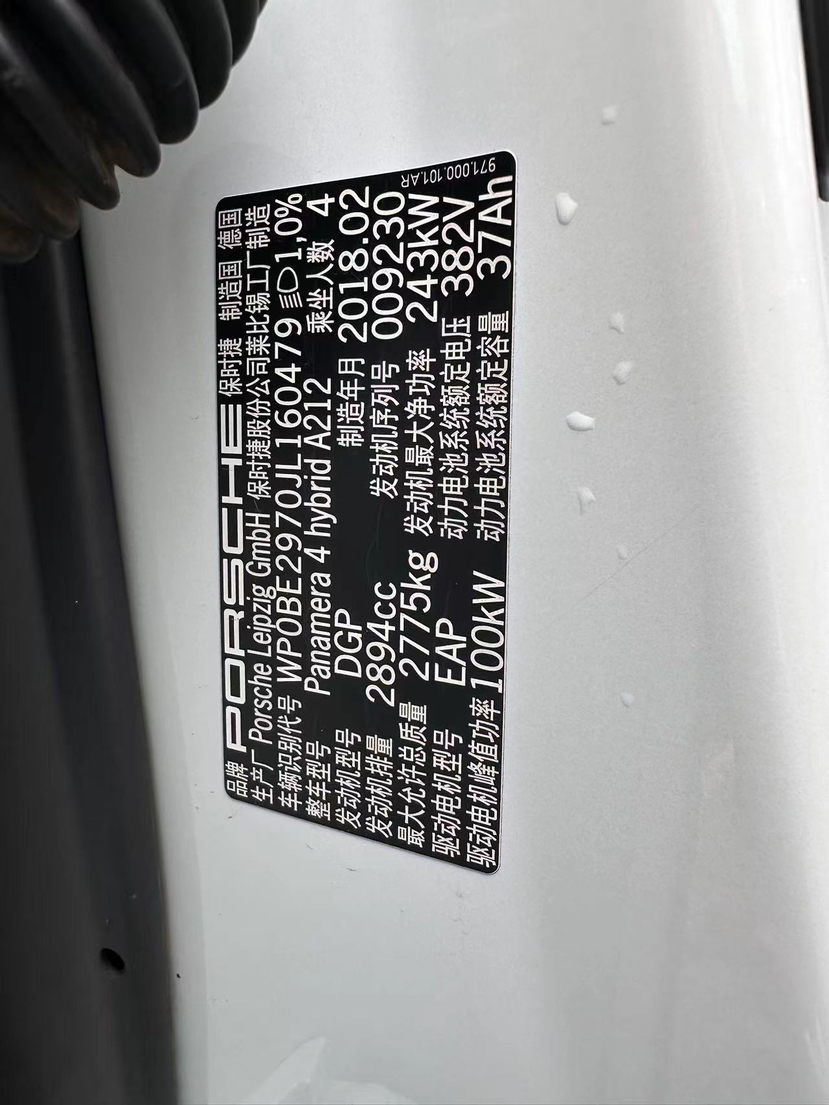 971.000.101.AR
品牌 PORSCHE 保时捷 制造国 德国
生产厂 Porsche Leipzig GmbH 保时捷股份公司莱比锡工厂制造
车辆识别代号 WP0BE2970JL160479 1,0%
整车型号 Panamera 4 hybrid A212 乘坐人数 4
发动机型号 DGP 制造年月 2018.02
发动机排量 2894cc 发动机序列号 009230
最大允许总质量 2775kg 发动机最大净功率 243kW
驱动电机型号 EAP 动力电池系统额定电压 382V
驱动电机峰值功率 100kW 动力电池系统额定容量 37Ah